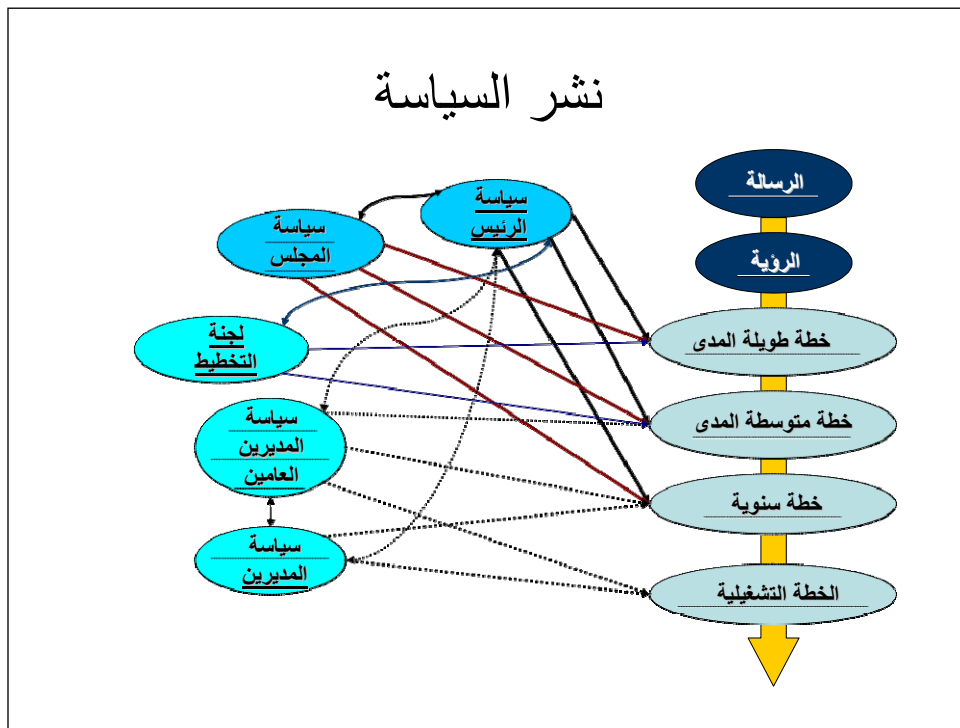 نشر السياسة
الرسالة
الرؤية
خطة طويلة المدى
خطة متوسطة المدى
خطة سنوية
الخطة التشغيلية
سياسة
الرئيس
سياسة
المجلس
لجنة
التخطيط
سياسة
المديرين
العامين
سياسة
المديرين